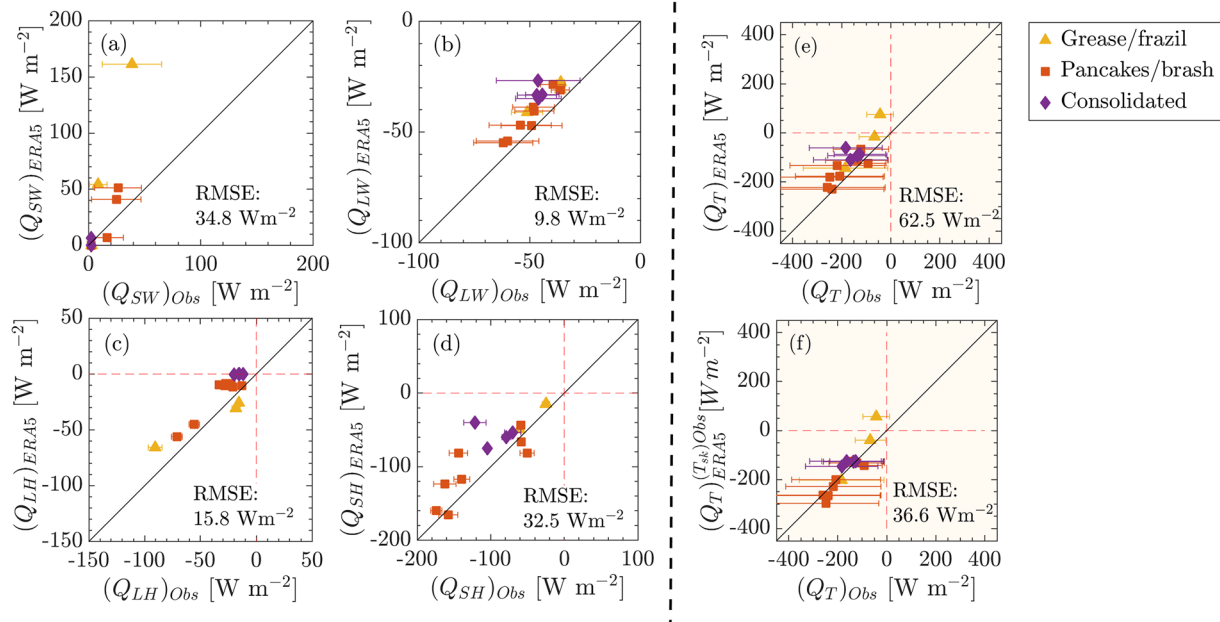 (a)
200
150
100
50
0
0
100
200
(Q_SW)_ERA5 [W m⁻²]
(Q_SW)_Obs [W m⁻²]
RMSE:
34.8 Wm⁻²
(b)
0
-50
-100
-100
-50
0
(Q_LW)_ERA5 [W m⁻²]
(Q_LW)_Obs [W m⁻²]
RMSE:
9.8 Wm⁻²
(e)
400
200
0
-200
-400
-400
-200
0
200
400
(Q_T)_ERA5 [W m⁻²]
(Q_T)_Obs [W m⁻²]
RMSE:
62.5 Wm⁻²
Grease/frazil
Pancakes/brash
Consolidated
(c)
50
0
-50
-100
-150
-150
-100
-50
0
50
(Q_LH)_ERA5 [W m⁻²]
(Q_LH)_Obs [W m⁻²]
RMSE:
15.8 Wm⁻²
(d)
100
0
-100
-200
-200
-100
0
100
(Q_SH)_ERA5 [W m⁻²]
(Q_SH)_Obs [W m⁻²]
RMSE:
32.5 Wm⁻²
(f)
400
200
0
-200
-400
-400
-200
0
200
400
(Q_T)_ERA5^(T_sk)Obs [Wm⁻²]
(Q_T)_Obs [W m⁻²]
RMSE:
36.6 Wm⁻²